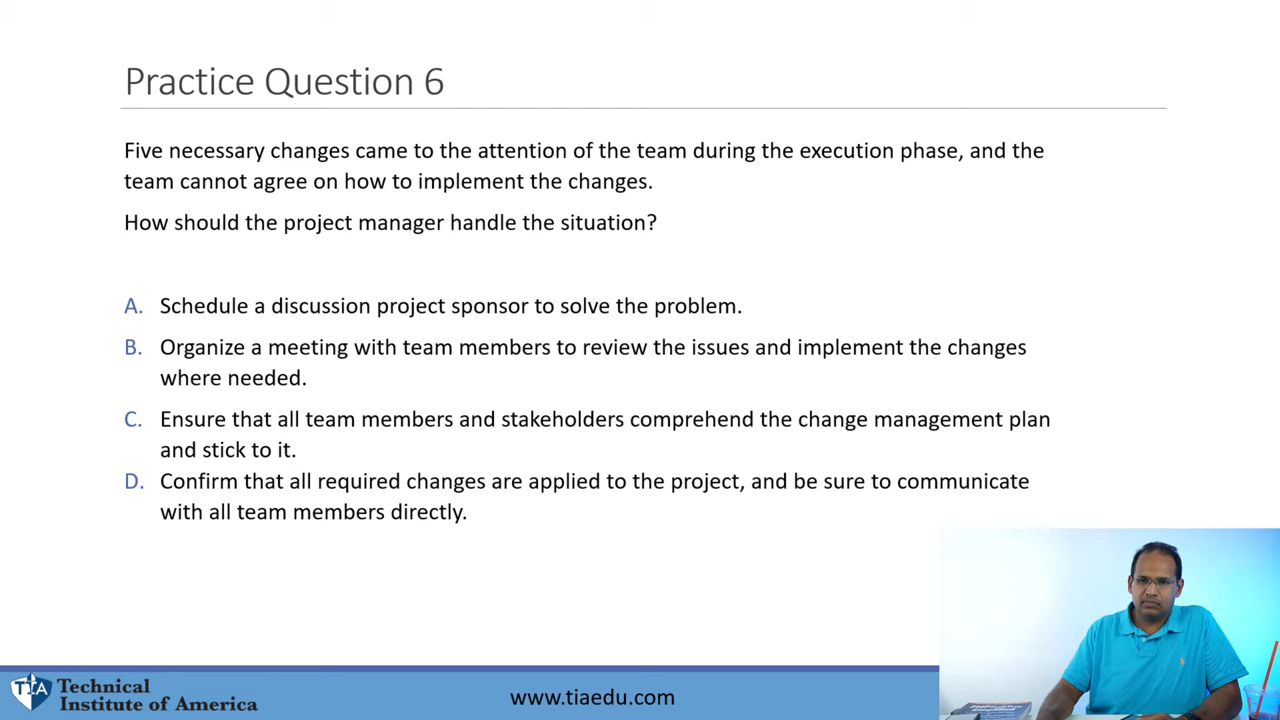 Practice Question 6
Five necessary changes came to the attention of the team during the execution phase, and the
team cannot agree on how to implement the changes.
How should the project manager handle the situation?
A. Schedule a discussion project sponsor to solve the problem.
B. Organize a meeting with team members to review the issues and implement the changes
where needed.
C. Ensure that all team members and stakeholders comprehend the change management plan
and stick to it.
D. Confirm that all required changes are applied to the project, and be sure to communicate
with all team members directly.
TIA
Technical
Institute of America
www.tiaedu.com